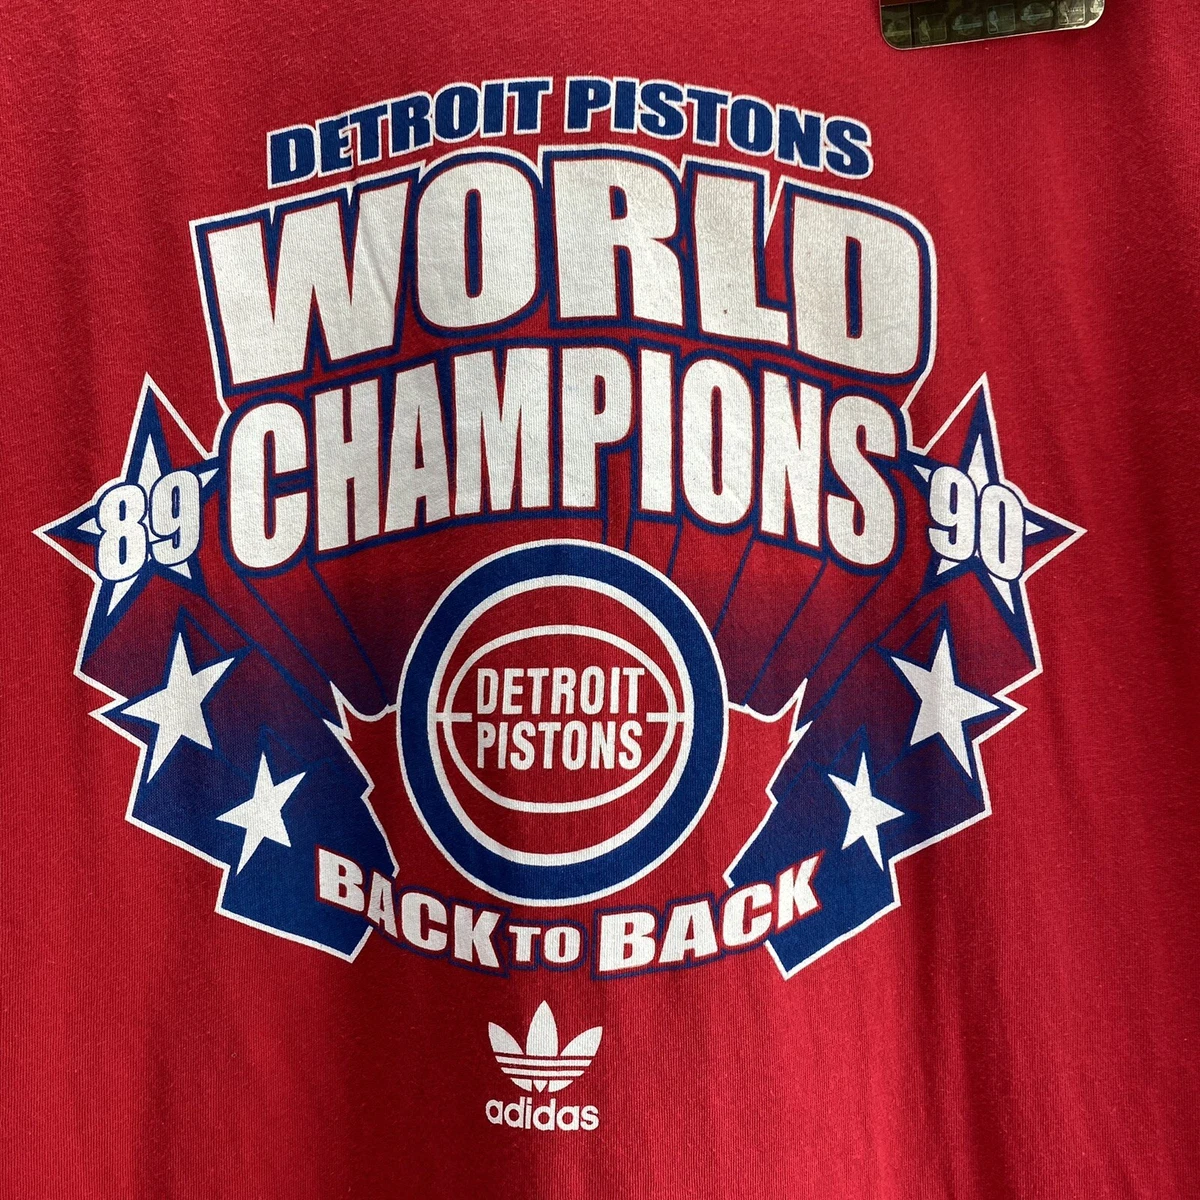 DETROIT PISTONS
WORLD
CHAMPIONS
89
90
DETROIT
PISTONS
BACK TO BACK
adidas